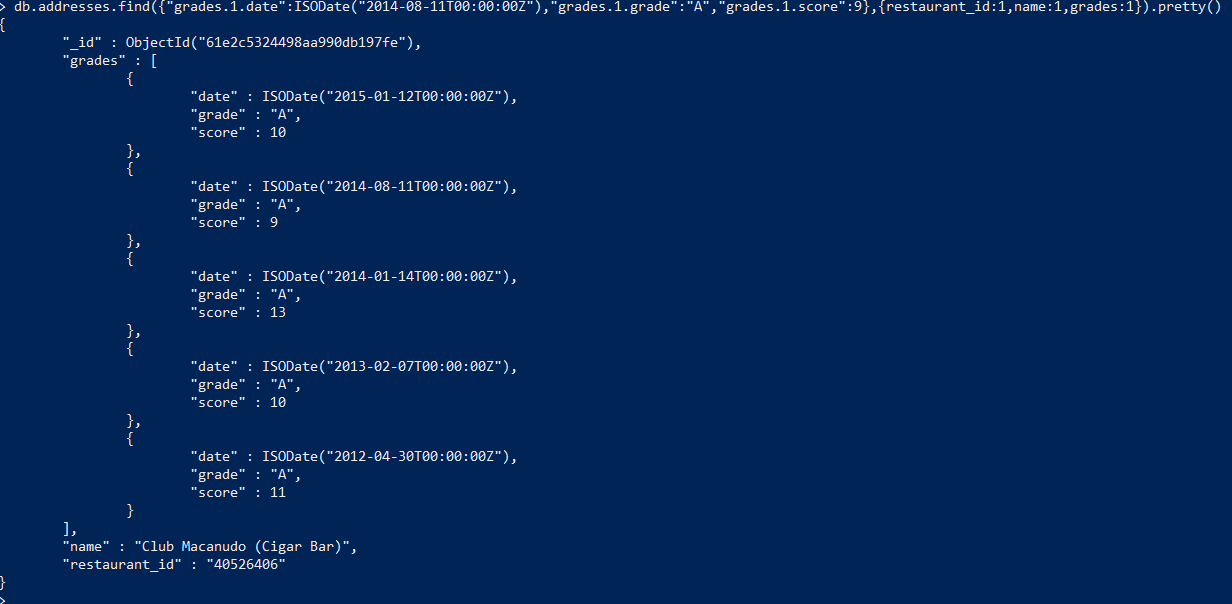 > db.addresses.find({"grades.1.date":ISODate("2014-08-11T00:00:00Z"),"grades.1.grade":"A","grades.1.score":9},{restaurant_id:1,name:1,grades:1}).pretty()
{
        "_id" : ObjectId("61e2c5324498aa990db197fe"),
        "grades" : [
                {
                        "date" : ISODate("2015-01-12T00:00:00Z"),
                        "grade" : "A",
                        "score" : 10
                },
                {
                        "date" : ISODate("2014-08-11T00:00:00Z"),
                        "grade" : "A",
                        "score" : 9
                },
                {
                        "date" : ISODate("2014-01-14T00:00:00Z"),
                        "grade" : "A",
                        "score" : 13
                },
                {
                        "date" : ISODate("2013-02-07T00:00:00Z"),
                        "grade" : "A",
                        "score" : 10
                },
                {
                        "date" : ISODate("2012-04-30T00:00:00Z"),
                        "grade" : "A",
                        "score" : 11
                }
        ],
        "name" : "Club Macanudo (Cigar Bar)",
        "restaurant_id" : "40526406"
}
>